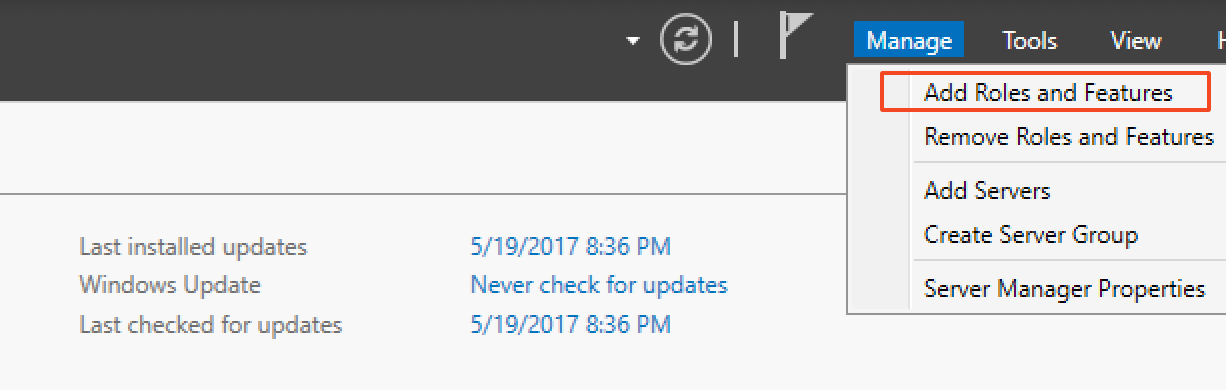 Manage Tools View
Add Roles and Features
Remove Roles and Features
Add Servers
Create Server Group
Server Manager Properties
Last installed updates 5/19/2017 8:36 PM
Windows Update Never check for updates
Last checked for updates 5/19/2017 8:36 PM